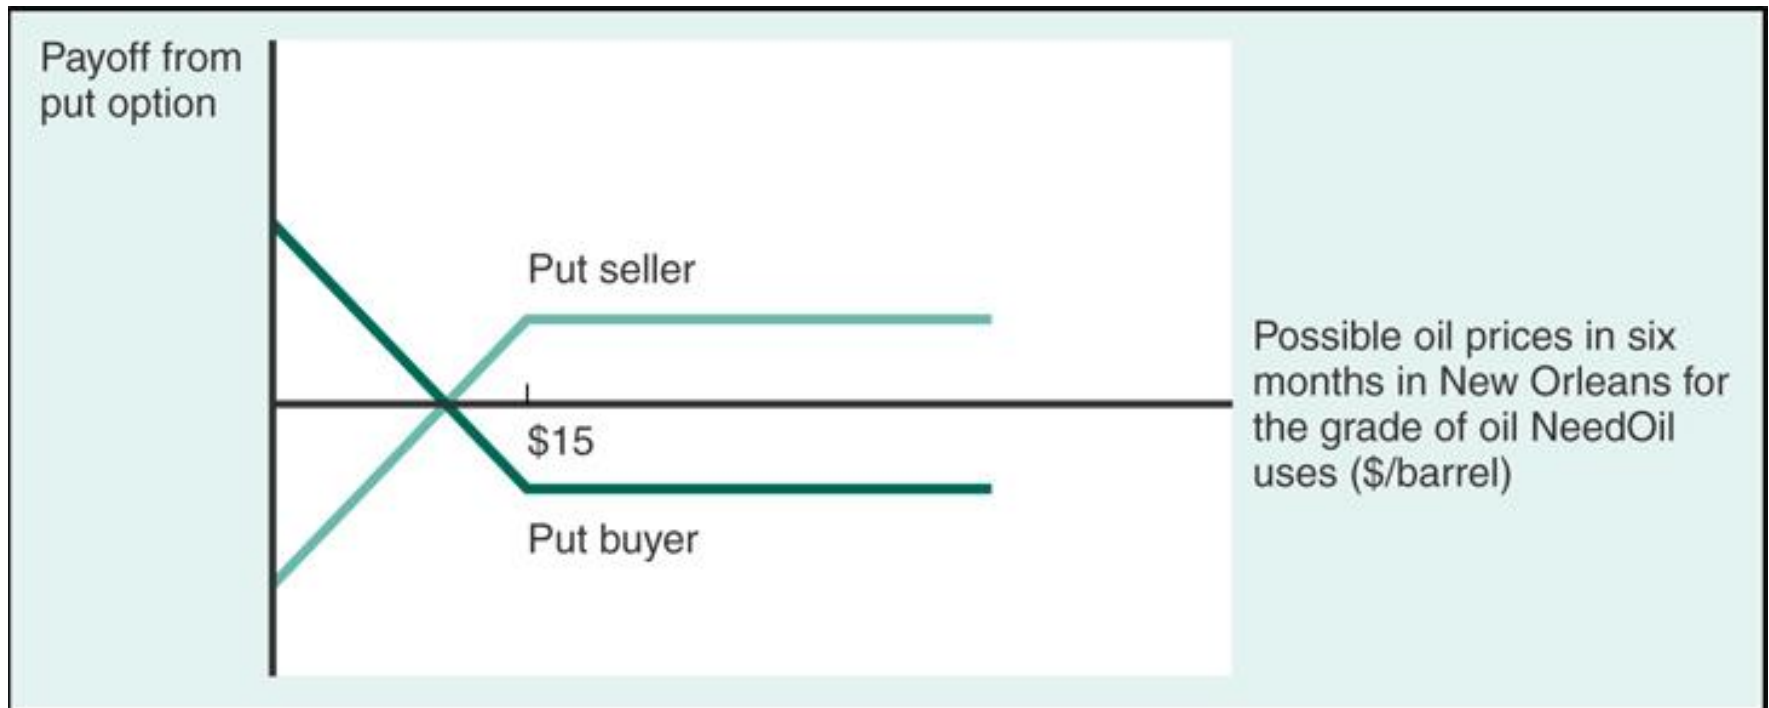 Payoff from
put option
Put seller
$15
Put buyer
Possible oil prices in six
months in New Orleans for
the grade of oil NeedOil
uses ($/barrel)